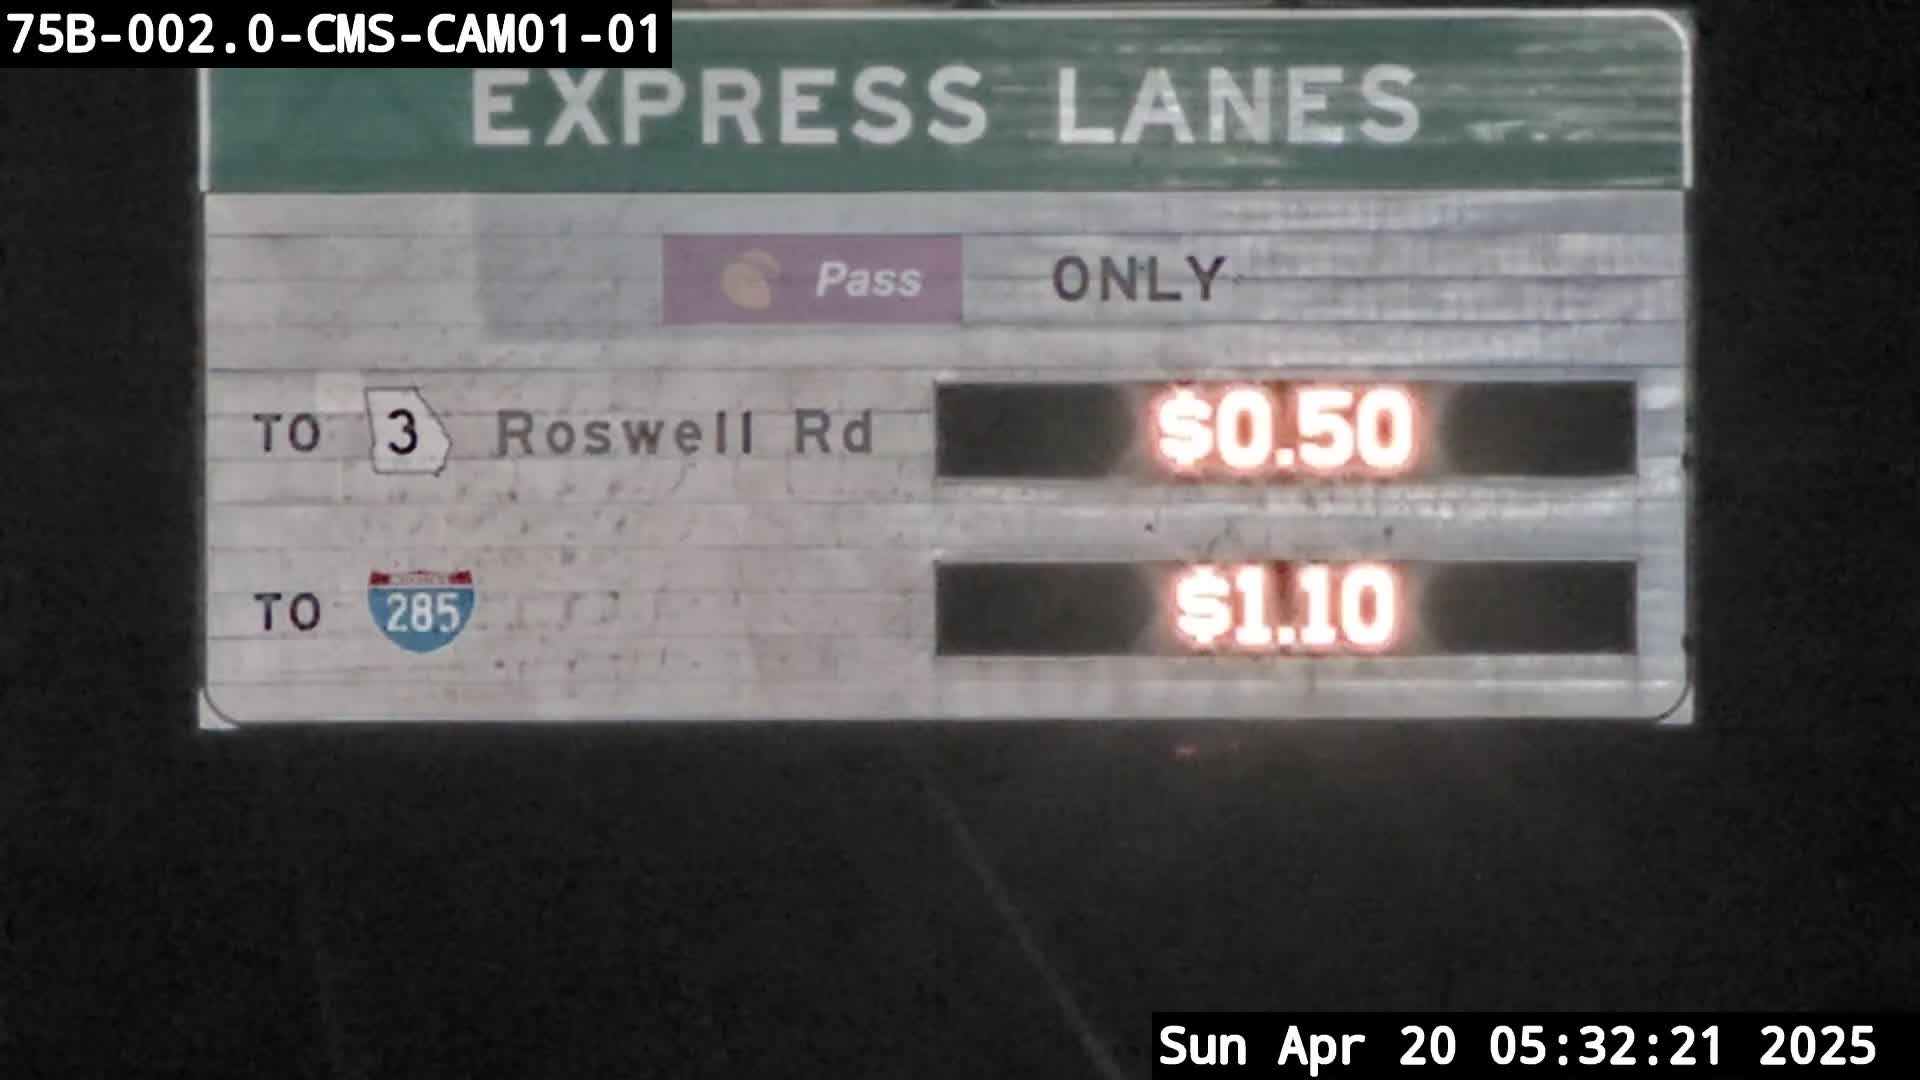 75B-002.0-CMS-CAM01-01
EXPRESS LANES
Pass ONLY
TO 3 Roswell Rd $0.50
TO 285 $1.10
Sun Apr 20 05:32:21 2025